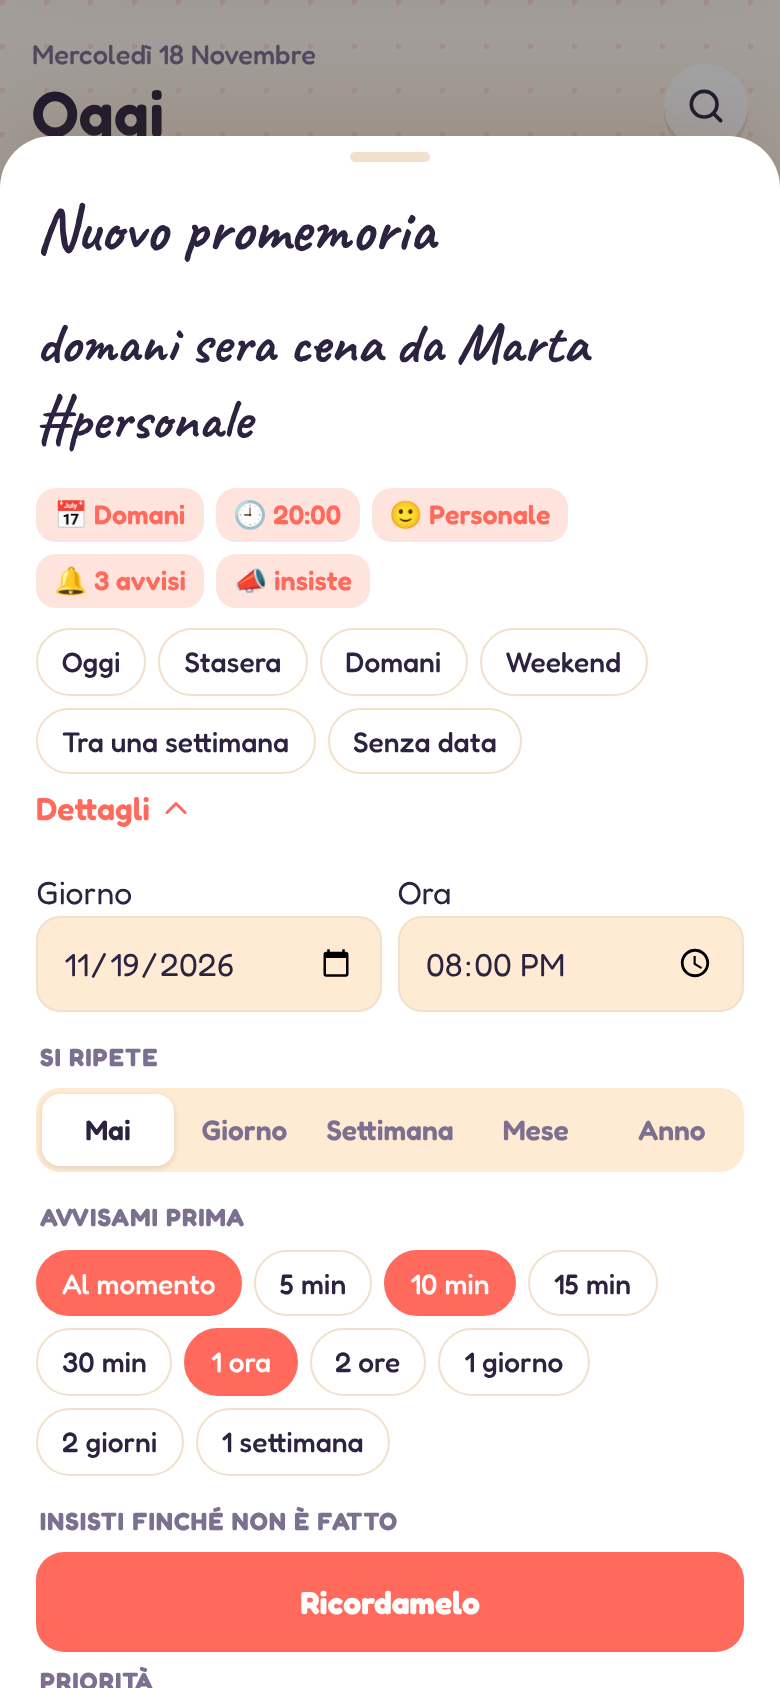 Mercoledì 18 Novembre
Oggi
Nuovo promemoria
domani sera cena da Marta
#personale
Domani 20:00 Personale
3 avvisi insiste
Oggi Stasera Domani Weekend
Tra una settimana Senza data
Dettagli
Giorno Ora
11/19/2026 08:00 PM
SI RIPETE
Mai Giorno Settimana Mese Anno
AVVISAMI PRIMA
Al momento 5 min 10 min 15 min
30 min 1 ora 2 ore 1 giorno
2 giorni 1 settimana
INSISTI FINCHÉ NON È FATTO
Ricordamelo
PRIORITÀ